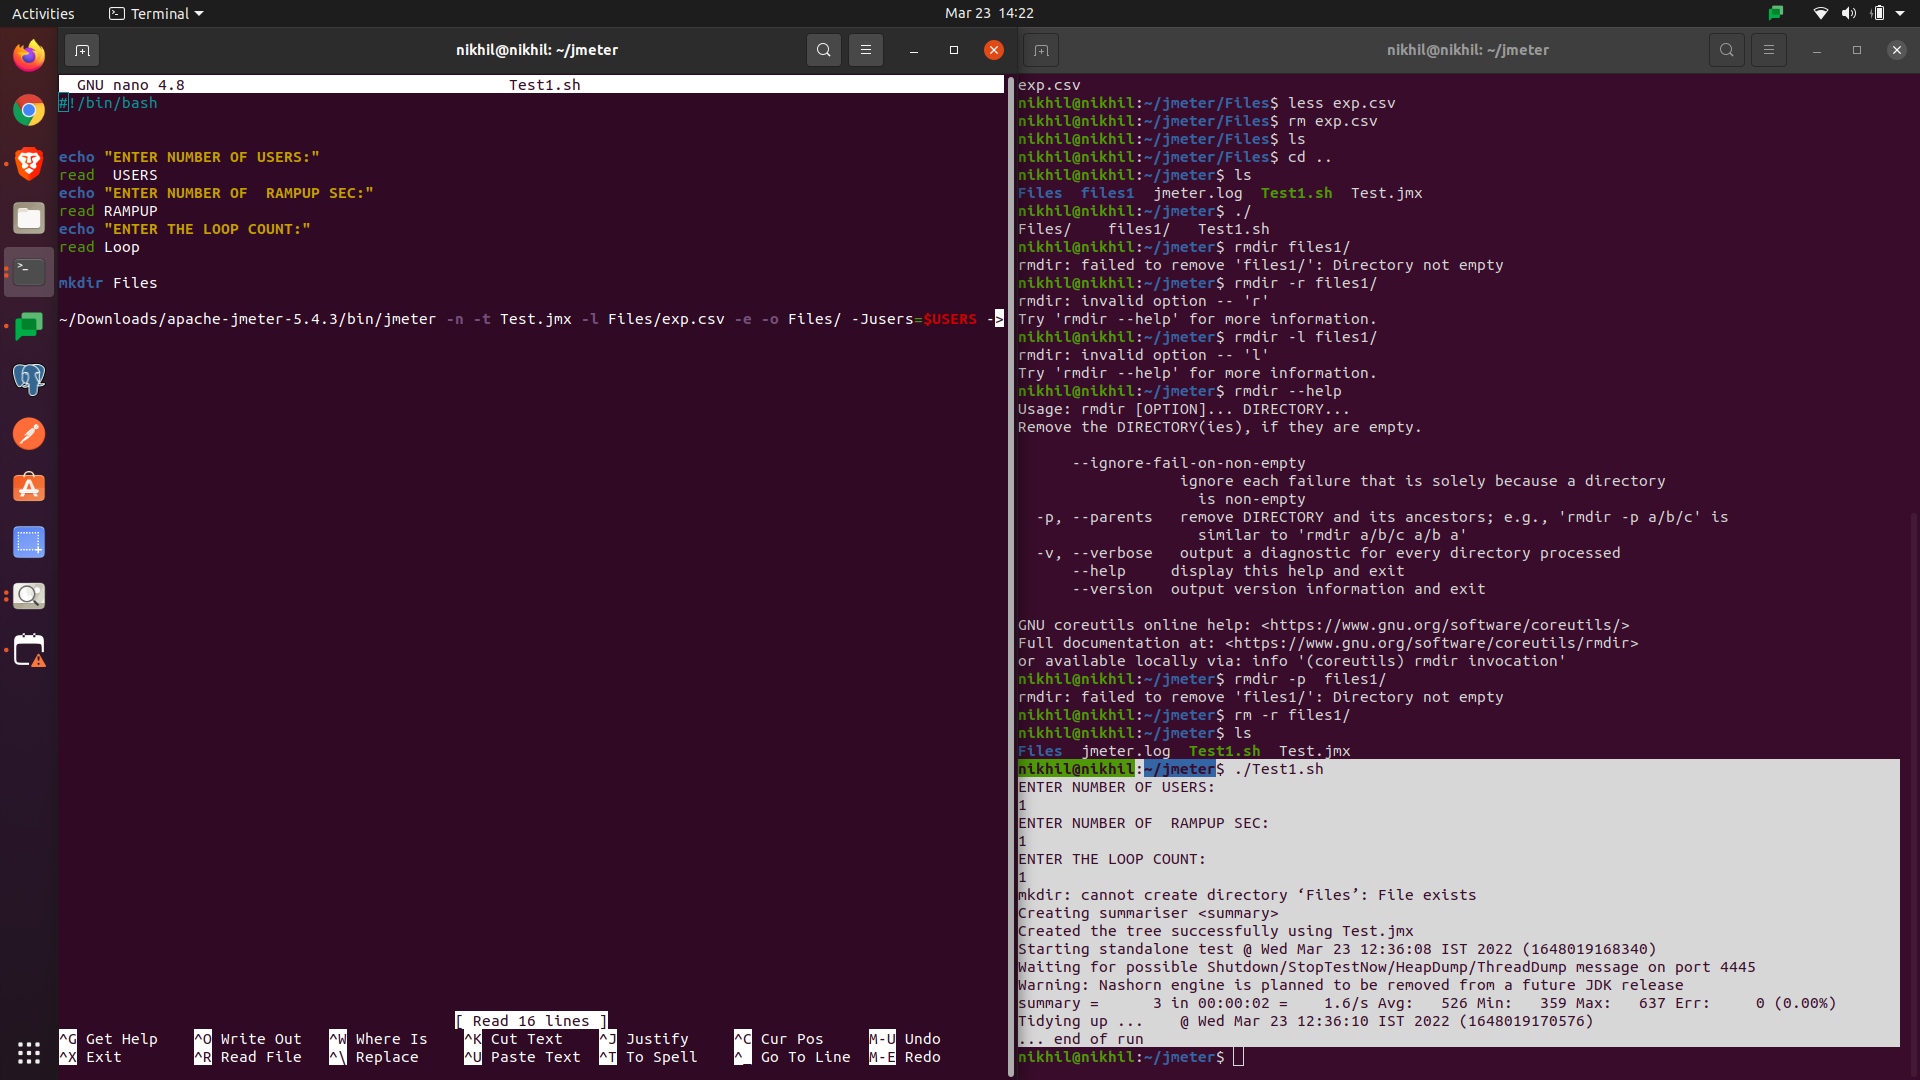 Activities
Terminal
Mar 23 14:22
nikhil@nikhil: ~/jmeter
GNU nano 4.8 Test1.sh
#!/bin/bash
echo "ENTER NUMBER OF USERS:"
read  USERS
echo "ENTER NUMBER OF  RAMPUP SEC:"
read RAMPUP
echo "ENTER THE LOOP COUNT:"
read Loop
mkdir Files
~/Downloads/apache-jmeter-5.4.3/bin/jmeter -n -t Test.jmx -l Files/exp.csv -e -o Files/ -Jusers=$USERS ->
[ Read 16 lines ]
^G Get Help ^O Write Out ^W Where Is ^K Cut Text ^J Justify ^C Cur Pos M-U Undo
^X Exit ^R Read File ^\ Replace ^U Paste Text ^T To Spell ^_ Go To Line M-E Redo
nikhil@nikhil: ~/jmeter
exp.csv
nikhil@nikhil:~/jmeter/Files$ less exp.csv
nikhil@nikhil:~/jmeter/Files$ rm exp.csv
nikhil@nikhil:~/jmeter/Files$ ls
nikhil@nikhil:~/jmeter/Files$ cd ..
nikhil@nikhil:~/jmeter$ ls
Files  files1  jmeter.log  Test1.sh  Test.jmx
nikhil@nikhil:~/jmeter$ ./
Files/    files1/   Test1.sh
nikhil@nikhil:~/jmeter$ rmdir files1/
rmdir: failed to remove 'files1/': Directory not empty
nikhil@nikhil:~/jmeter$ rmdir -r files1/
rmdir: invalid option -- 'r'
Try 'rmdir --help' for more information.
nikhil@nikhil:~/jmeter$ rmdir -l files1/
rmdir: invalid option -- 'l'
Try 'rmdir --help' for more information.
nikhil@nikhil:~/jmeter$ rmdir --help
Usage: rmdir [OPTION]... DIRECTORY...
Remove the DIRECTORY(ies), if they are empty.
--ignore-fail-on-non-empty
ignore each failure that is solely because a directory
is non-empty
-p, --parents   remove DIRECTORY and its ancestors; e.g., 'rmdir -p a/b/c' is
similar to 'rmdir a/b/c a/b a'
-v, --verbose   output a diagnostic for every directory processed
--help     display this help and exit
--version  output version information and exit
GNU coreutils online help: <https://www.gnu.org/software/coreutils/>
Full documentation at: <https://www.gnu.org/software/coreutils/rmdir>
or available locally via: info '(coreutils) rmdir invocation'
nikhil@nikhil:~/jmeter$ rmdir -p  files1/
rmdir: failed to remove 'files1/': Directory not empty
nikhil@nikhil:~/jmeter$ rm -r files1/
nikhil@nikhil:~/jmeter$ ls
Files  jmeter.log  Test1.sh  Test.jmx
nikhil@nikhil:~/jmeter$ ./Test1.sh
ENTER NUMBER OF USERS:
1
ENTER NUMBER OF  RAMPUP SEC:
1
ENTER THE LOOP COUNT:
1
mkdir: cannot create directory ‘Files’: File exists
Creating summariser <summary>
Created the tree successfully using Test.jmx
Starting standalone test @ Wed Mar 23 12:36:08 IST 2022 (1648019168340)
Waiting for possible Shutdown/StopTestNow/HeapDump/ThreadDump message on port 4445
Warning: Nashorn engine is planned to be removed from a future JDK release
summary =      3 in 00:00:02 =    1.6/s Avg:   526 Min:   359 Max:   637 Err:     0 (0.00%)
Tidying up ...    @ Wed Mar 23 12:36:10 IST 2022 (1648019170576)
... end of run
nikhil@nikhil:~/jmeter$